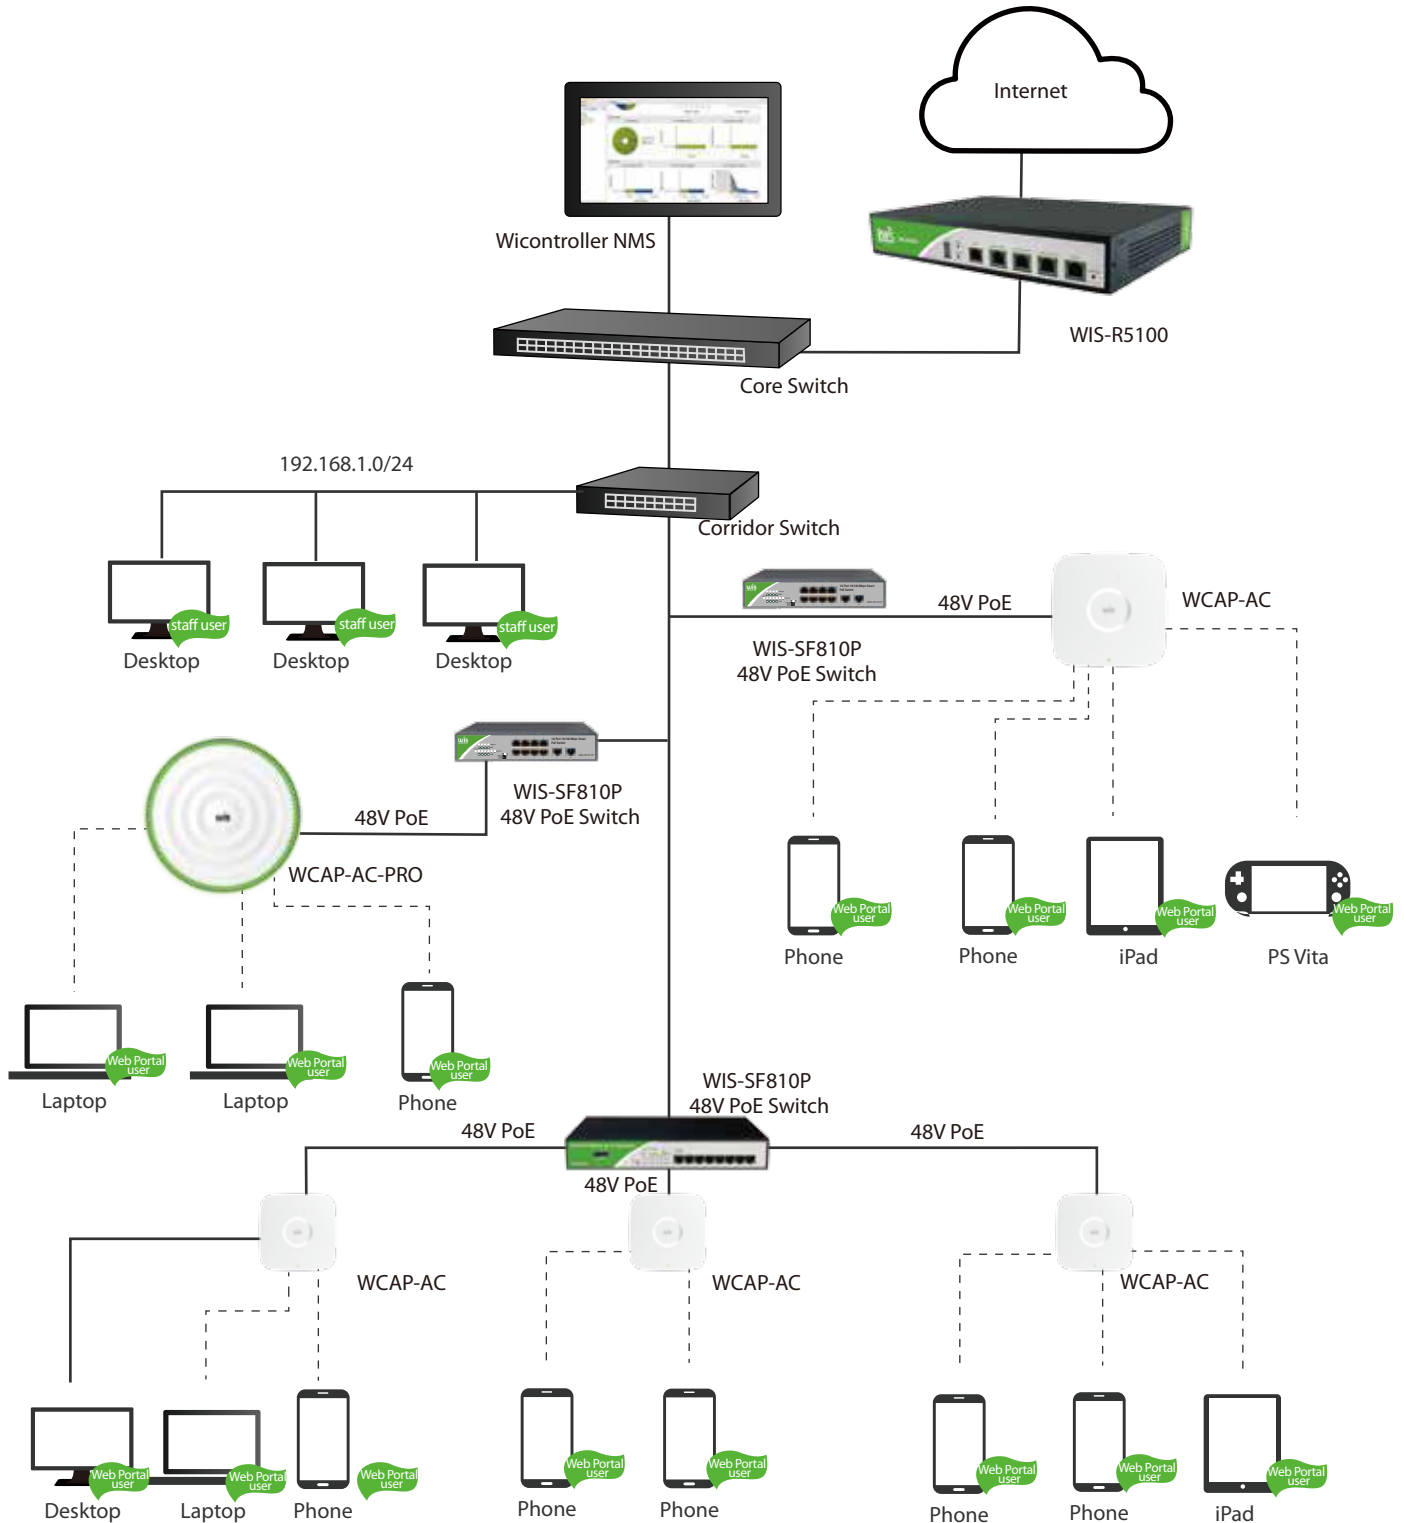 Internet
Wicontroller NMS
WIS-R5100
Core Switch
192.168.1.0/24
Corridor Switch
staff user
staff user
staff user
Desktop
Desktop
Desktop
wis
48V PoE
WCAP-AC
WIS-SF810P
48V PoE Switch
wis
WIS-SF810P
48V PoE Switch
48V PoE
wis
WCAP-AC-PRO
Web Portal
user
Web Portal
user
Web Portal
user
Web Portal
user
Phone
Phone
iPad
PS Vita
Web Portal
user
Web Portal
user
Web Portal
user
Laptop
Laptop
Phone
WIS-SF810P
48V PoE Switch
48V PoE
48V PoE
48V PoE
WCAP-AC
WCAP-AC
WCAP-AC
Web Portal
user
Web Portal
user
Web Portal
user
Web Portal
user
Web Portal
user
Web Portal
user
Web Portal
user
Web Portal
user
Desktop
Laptop
Phone
Phone
Phone
Phone
Phone
iPad